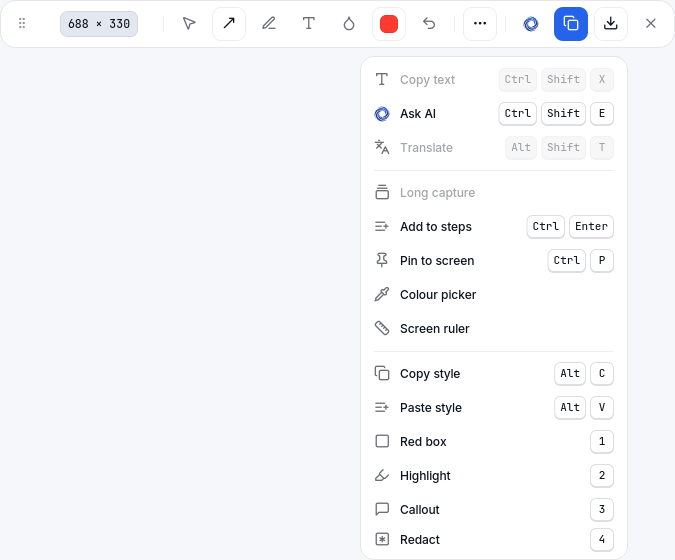 688 × 330
Copy text Ctrl Shift X
Ask AI Ctrl Shift E
Translate Alt Shift T
Long capture
Add to steps Ctrl Enter
Pin to screen Ctrl P
Colour picker
Screen ruler
Copy style Alt C
Paste style Alt V
Red box 1
Highlight 2
Callout 3
Redact 4